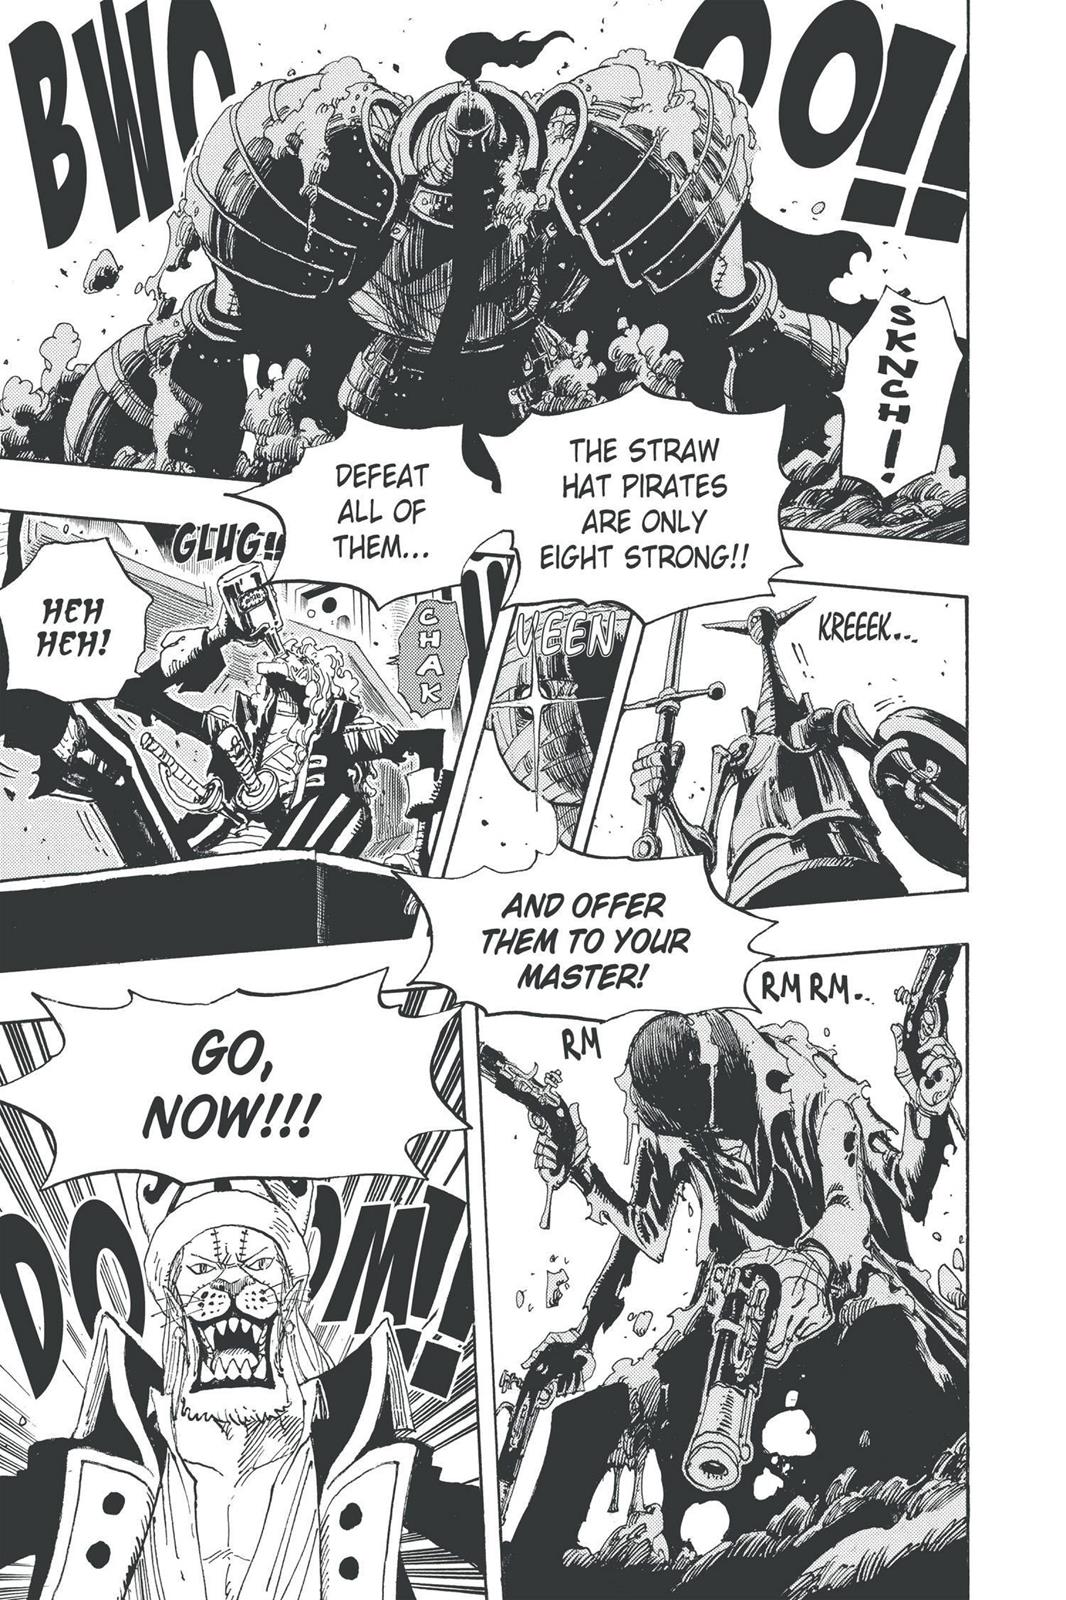 BWO OO!!
SKNCH!
THE STRAW
HAT PIRATES
ARE ONLY
EIGHT STRONG!!
DEFEAT
ALL OF
THEM...
KREEEK...
VEEN
CHAK
GLUG!!
HEH
HEH!
AND OFFER
THEM TO YOUR
MASTER!
RM RM..
RM
GO,
NOW!!!
DOOM!!